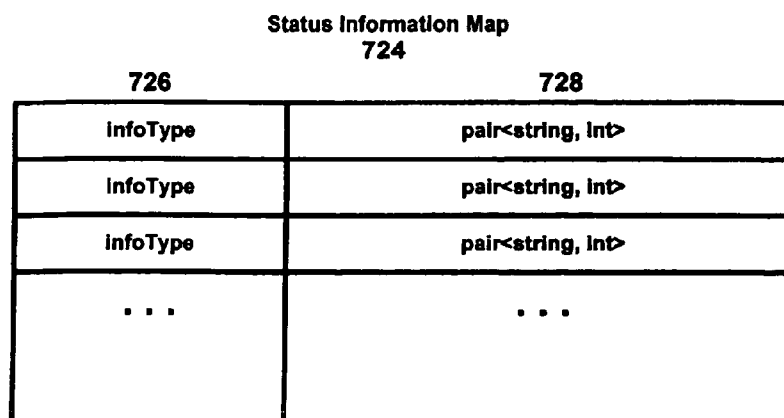 Status Information Map
724
726 728
infoType pair<string, int>
infoType pair<string, int>
infoType pair<string, int>
... ...